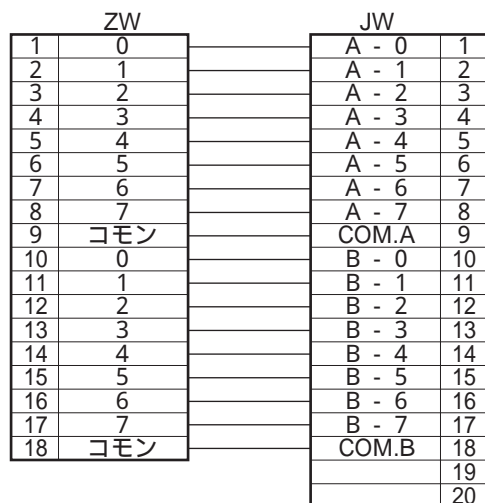 ZW JW
1 0 A - 0 1
2 1 A - 1 2
3 2 A - 2 3
4 3 A - 3 4
5 4 A - 4 5
6 5 A - 5 6
7 6 A - 6 7
8 7 A - 7 8
9 コモン COM.A 9
10 0 B - 0 10
11 1 B - 1 11
12 2 B - 2 12
13 3 B - 3 13
14 4 B - 4 14
15 5 B - 5 15
16 6 B - 6 16
17 7 B - 7 17
18 コモン COM.B 18
19
20